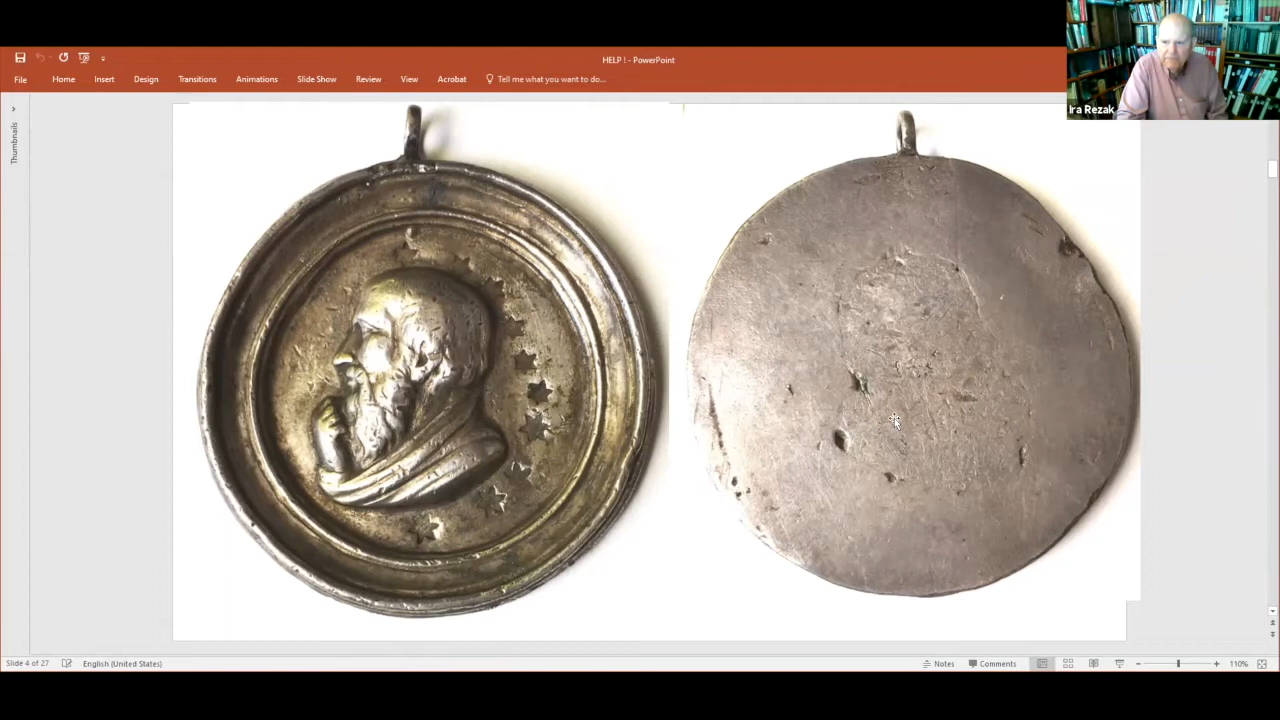 HELP ! - PowerPoint
File Home Insert Design Transitions Animations Slide Show Review View Acrobat Tell me what you want to do...
Ira Rezak
Thumbnails
Slide 4 of 27 English (United States) Notes Comments 110%